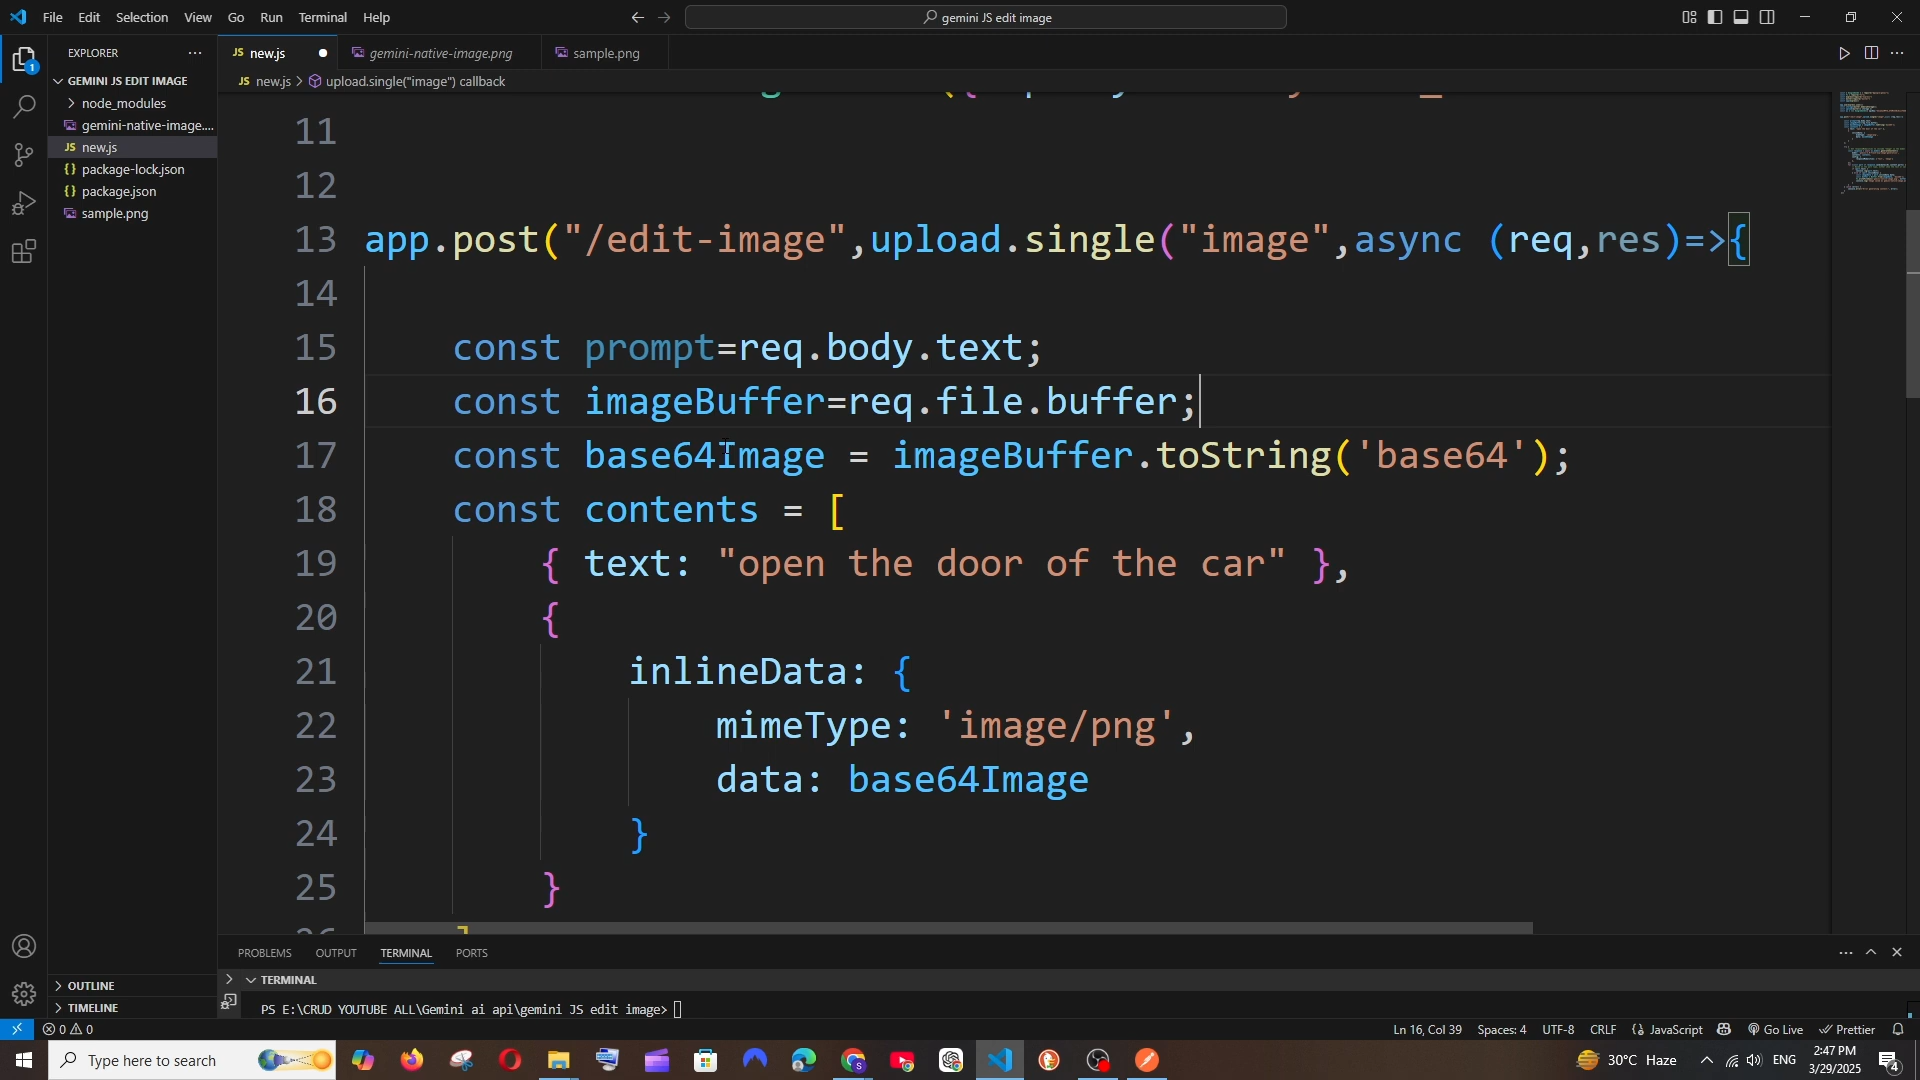 File Edit Selection View Go Run Terminal Help
gemini JS edit image
EXPLORER
GEMINI JS EDIT IMAGE
node_modules
gemini-native-image....
JS new.js
{} package-lock.json
{} package.json
sample.png
OUTLINE
TIMELINE
1
JS new.js
gemini-native-image.png
sample.png
JS new.js > upload.single("image") callback
11
12
13 app.post("/edit-image",upload.single("image",async (req,res)=>{
14
15 const prompt=req.body.text;
16 const imageBuffer=req.file.buffer;
17 const base64Image = imageBuffer.toString('base64');
18 const contents = [
19 { text: "open the door of the car" },
20 {
21 inlineData: {
22 mimeType: 'image/png',
23 data: base64Image
24 }
25 }
PROBLEMS OUTPUT TERMINAL PORTS
TERMINAL
PS E:\CRUD YOUTUBE ALL\Gemini ai api\gemini JS edit image>
0 0
Ln 16, Col 39 Spaces: 4 UTF-8 CRLF {} JavaScript Go Live Prettier
Type here to search
30°C Haze
ENG
2:47 PM
3/29/2025
4